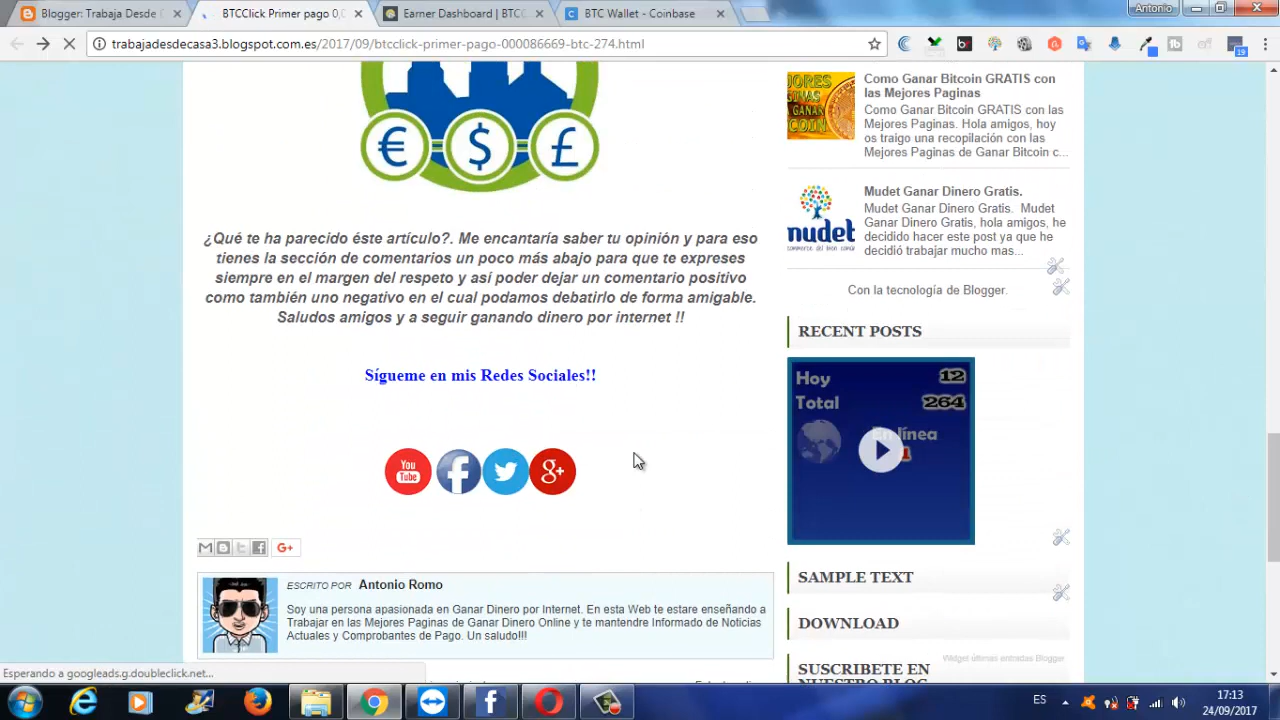 Blogger: Trabaja Desde
BTCClick Primer pago 0,
Earner Dashboard | BTCC
BTC Wallet - Coinbase
Antonio
trabajadesdecasa3.blogspot.com.es/2017/09/btcclick-primer-pago-000086669-btc-274.html
19
€ $ £
¿Qué te ha parecido éste artículo?. Me encantaría saber tu opinión y para eso
tienes la sección de comentarios un poco más abajo para que te expreses
siempre en el margen del respeto y asi poder dejar un comentario positivo
como también uno negativo en el cual podamos debatirlo de forma amigable.
Saludos amigos y a seguir ganando dinero por internet !!
Sígueme en mis Redes Sociales!!
You
Tube
f
g+
G+
ESCRITO POR Antonio Romo
Soy una persona apasionada en Ganar Dinero por Internet. En esta Web te estare enseñando a
Trabajar en las Mejores Paginas de Ganar Dinero Online y te mantendre Informado de Noticias
Actuales y Comprobantes de Pago. Un saludo!!!
Como Ganar Bitcoin GRATIS con
las Mejores Paginas
Como Ganar Bitcoin GRATIS con las
Mejores Paginas. Hola amigos, hoy
os traigo una recopilación con las
Mejores Paginas de Ganar Bitcoin c...
Mudet Ganar Dinero Gratis.
Mudet Ganar Dinero Gratis. Mudet
Ganar Dinero Gratis, hola amigos, he
decidido hacer este post ya que he
decidió trabajar mucho mas...
Con la tecnología de Blogger.
RECENT POSTS
Hoy 12
Total 264
En línea
SAMPLE TEXT
DOWNLOAD
Widget últimas entradas Blogger
SUSCRIBETE EN
Esperando a googleads.g.doubleclick.net...
ES
17:13
24/09/2017